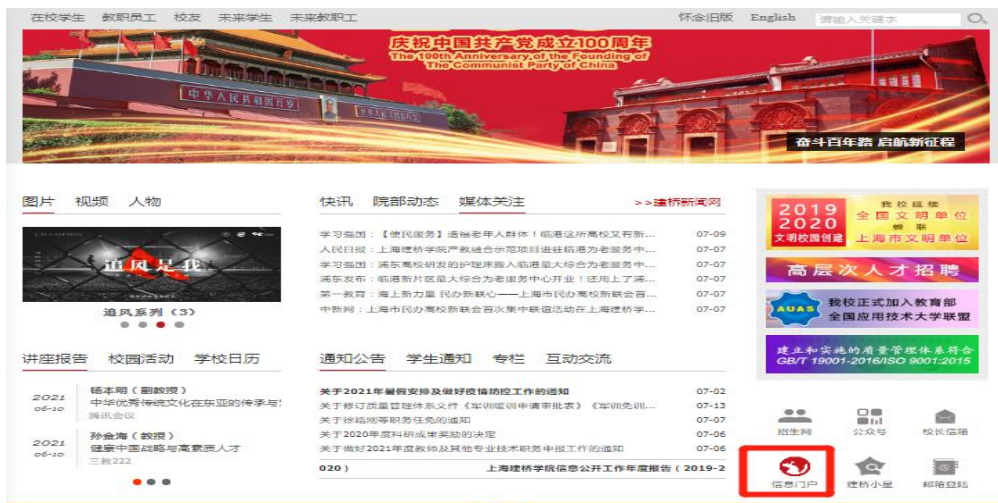 在校学生 教职员工 校友 未来学生 未来教职工
怀念旧版 English 请输入关键字
庆祝中国共产党成立100周年
The 100th Anniversary of the Founding of
The Communist Party of China
中华人民共和国万岁
奋斗百年路 启航新征程
图片 视频 人物
追风是我
追风系列（3）
快讯 院部动态 媒体关注 >>建桥新闻网
学习强国：【便民服务】造福老年人群体！临港这所高校又有新... 07-09
人民日报：上海建桥学院产教融合示范项目进驻临港为老服务中... 07-07
学习强国：浦东高校研发的护理床搬入临港最大综合为老服务中... 07-07
浦东发布：临港新片区最大综合为老服务中心开业！还用上了浦... 07-07
第一教育：海上新力量 民办新联心——上海市民办高校联会首... 07-07
中新网：上海市民办高校新联会首次集中联谊活动在上海建桥学... 07-07
2019
2020
文明校园创建
我校延续
全国文明单位
蝉联
上海市文明单位
高层次人才招聘
AUAS
我校正式加入教育部
全国应用技术大学联盟
建立和实施的质量管理体系符合
GB/T 19001-2016/ISO 9001:2015
讲座报告 校园活动 学校日历
2021
06-10
杨本明（副教授）
中华优秀传统文化在东亚的传承与
腾讯会议
2021
06-10
孙金海（教授）
健康中国战略与高素质人才
三教222
通知公告 学生通知 专栏 互动交流
关于2021年暑假安排及做好疫情防控工作的通知 07-02
关于修订质量管理体系文件《军训缓训申请审批表》《军训免训... 07-13
关于徐皓刚等职务任免的通知 07-07
关于2020年度科研成果奖励的决定 07-06
关于做好2021年度教师及其他专业技术职务申报工作的通知 07-06
020） 上海建桥学院信息公开工作年度报告（2019-2
招生网 公众号 校长信箱
信息门户 建桥小星 邮箱登陆